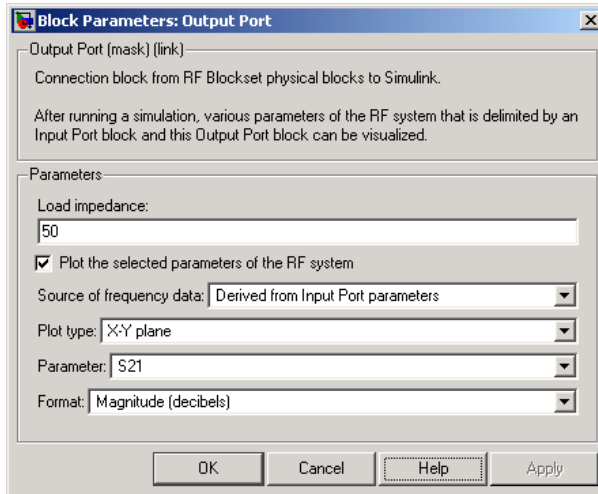 Block Parameters: Output Port
Output Port (mask) (link)
Connection block from RF Blockset physical blocks to Simulink.
After running a simulation, various parameters of the RF system that is delimited by an
Input Port block and this Output Port block can be visualized.
Parameters
Load impedance:
50
Plot the selected parameters of the RF system
Source of frequency data: Derived from Input Port parameters
Plot type: X-Y plane
Parameter: S21
Format: Magnitude (decibels)
OK Cancel Help Apply